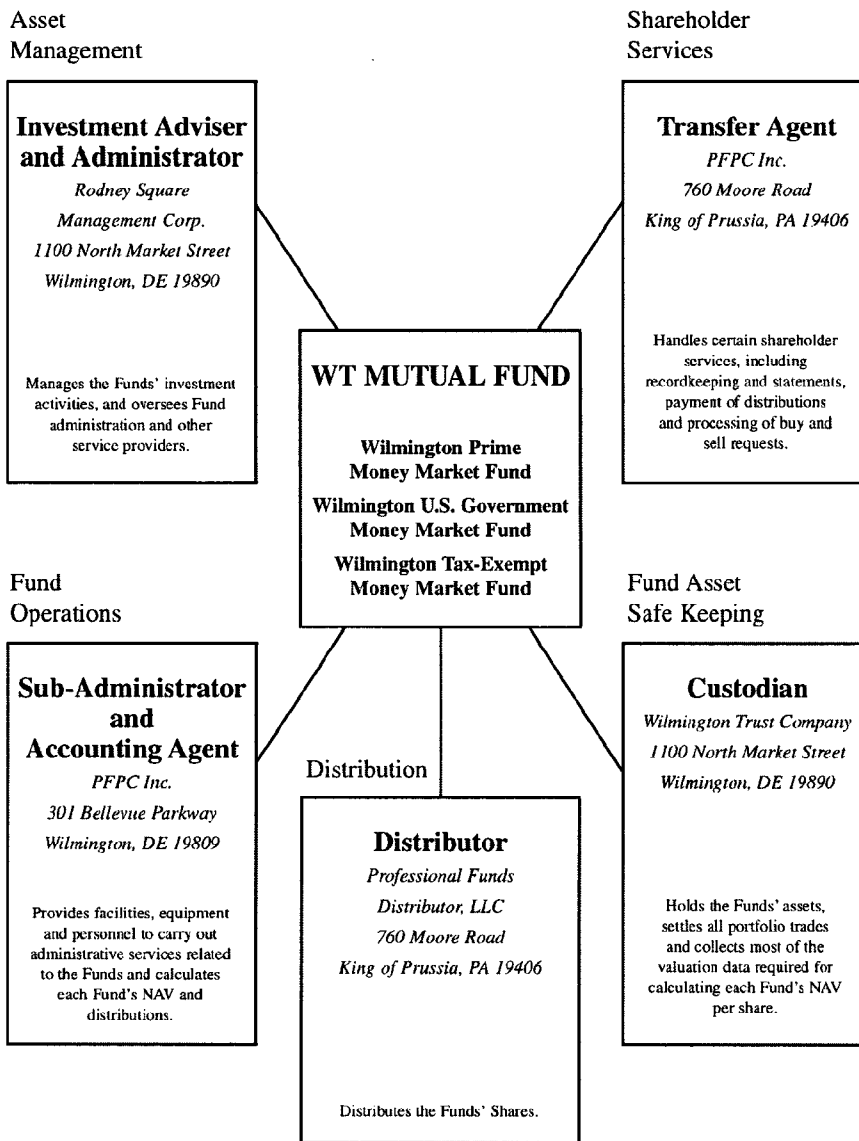 Asset
Management
Investment Adviser
and Administrator
Rodney Square
Management Corp.
1100 North Market Street
Wilmington, DE 19890
Manages the Funds' investment
activities, and oversees Fund
administration and other
service providers.
Shareholder
Services
Transfer Agent
PFPC Inc.
760 Moore Road
King of Prussia, PA 19406
Handles certain shareholder
services, including
recordkeeping and statements,
payment of distributions
and processing of buy and
sell requests.
WT MUTUAL FUND
Wilmington Prime
Money Market Fund
Wilmington U.S. Government
Money Market Fund
Wilmington Tax-Exempt
Money Market Fund
Fund
Operations
Sub-Administrator
and
Accounting Agent
PFPC Inc.
301 Bellevue Parkway
Wilmington, DE 19809
Provides facilities, equipment
and personnel to carry out
administrative services related
to the Funds and calculates
each Fund's NAV and
distributions.
Distribution
Distributor
Professional Funds
Distributor, LLC
760 Moore Road
King of Prussia, PA 19406
Distributes the Funds' Shares.
Fund Asset
Safe Keeping
Custodian
Wilmington Trust Company
1100 North Market Street
Wilmington, DE 19890
Holds the Funds' assets,
settles all portfolio trades
and collects most of the
valuation data required for
calculating each Fund's NAV
per share.